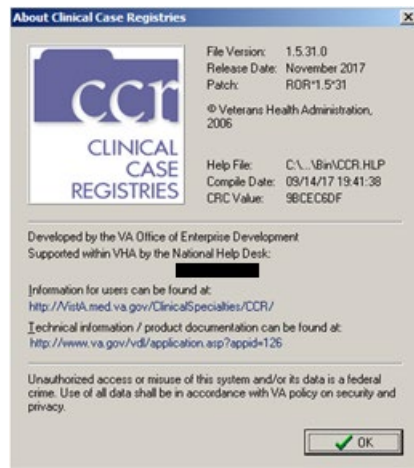 About Clinical Case Registries
ccr
CLINICAL
CASE
REGISTRIES
File Version: 1.5.31.0
Release Date: November 2017
Patch: ROR*1.5*31
© Veterans Health Administration,
2006
Help File: C:\...\Bin\CCR.HLP
Compile Date: 09/14/17 19:41:38
CRC Value: 9BCEC6DF
Developed by the VA Office of Enterprise Development
Supported within VHA by the National Help Desk:
Information for users can be found at:
http://VistA.med.va.gov/ClinicalSpecialties/CCR/
Technical information / product documentation can be found at:
http://www.va.gov/vdl/application.asp?appid=126
Unauthorized access or misuse of this system and/or its data is a federal
crime. Use of all data shall be in accordance with VA policy on security and
privacy.
OK